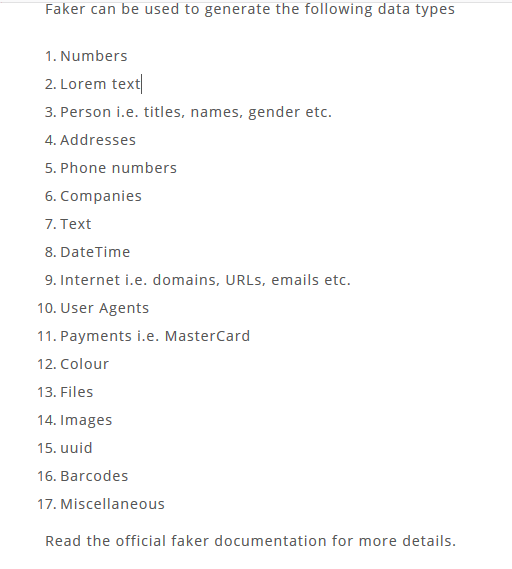 Faker can be used to generate the following data types
1. Numbers
2. Lorem text
3. Person i.e. titles, names, gender etc.
4. Addresses
5. Phone numbers
6. Companies
7. Text
8. DateTime
9. Internet i.e. domains, URLs, emails etc.
10. User Agents
11. Payments i.e. MasterCard
12. Colour
13. Files
14. Images
15. uuid
16. Barcodes
17. Miscellaneous
Read the official faker documentation for more details.